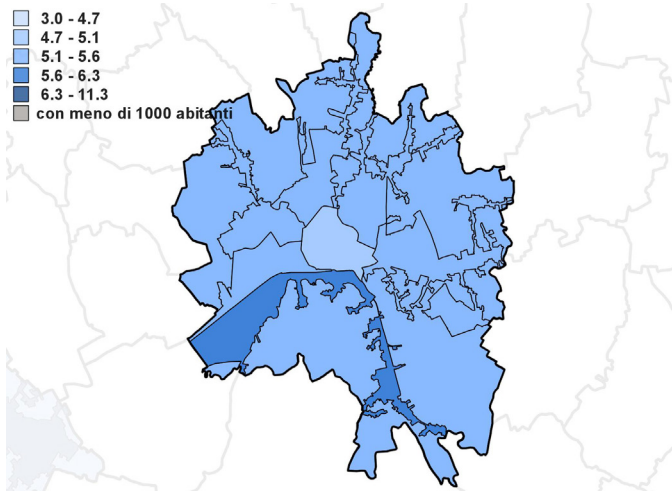 3.0 - 4.7
4.7 - 5.1
5.1 - 5.6
5.6 - 6.3
6.3 - 11.3
con meno di 1000 abitanti